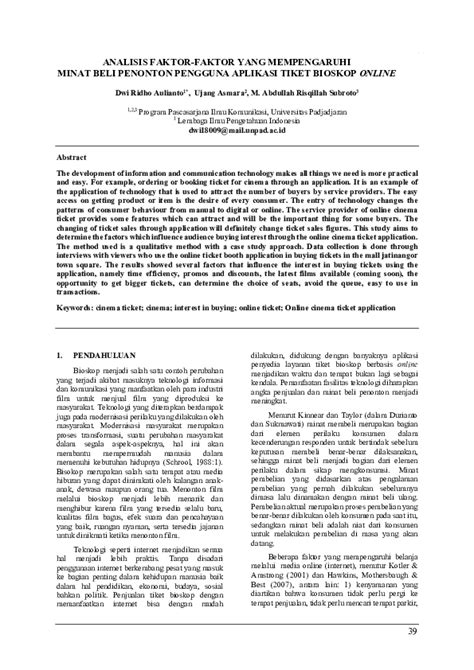 ANALISIS FAKTOR-FAKTOR YANG MEMPENGARUHI
MINAT BELI PENONTON PENGGUNA APLIKASI TIKET BIOSKOP ONLINE
Dwi Ridho Aulianto1*, Ujang Asmara2, M. Abdullah Risqillah Subroto3
1,2,3 Program Pascasarjana Ilmu Komunikasi, Universitas Padjadjaran
1 Lembaga Ilmu Pengetahuan Indonesia
dwi18009@mail.unpad.ac.id
Abstract
The development of information and communication technology makes all things we need is more practical
and easy. For example, ordering or booking ticket for cinema through an application. It is an example of
the application of technology that is used to attract the number of buyers by service providers. The easy
access on getting product or item is the desire of every consumer. The entry of technology changes the
patterns of consumer behaviour from manual to digital or online. The service provider of online cinema
ticket provides some features which can attract and will be the important thing for some buyers. The
changing of ticket sales through application will definitely change ticket sales figures. This study aims to
determine the factors which influence audience buying interest through the online cinema ticket application.
The method used is a qualitative method with a case study approach. Data collection is done through
interviews with viewers who use the online ticket booth application in buying tickets in the mall jatinangor
town square. The results showed several factors that influence the interest in buying tickets using the
application, namely time efficiency, promos and discounts, the latest films available (coming soon), the
opportunity to get bigger tickets, can determine the choice of seats, avoid the queue, easy to use in
transactions.
Keywords: cinema ticket; cinema; interest in buying; online ticket; Online cinema ticket application
1. PENDAHULUAN
Bioskop menjadi salah satu contoh perubahan
yang terjadi akibat masuknya teknologi informasi
dan komunikasi yang manfaatkan oleh para industri
film untuk menjual film yang diproduksi ke
masyarakat. Teknologi yang diterapkan berdampak
juga pada modernisasi perilaku yang dilakukan oleh
masyarakat. Modernisasi masyarakat merupakan
proses transformasi, suatu perubahan masyarakat
dalam segala aspek-aspeknya, hal ini akan
membantu mempermudah manusia dalam
memenuhi kebutuhan hidupnya (Schrool, 1988:1).
Bioskop merupakan salah satu tempat atau media
hiburan yang dapat dinikmati oleh kalangan anak-
anak, dewasa maupun orang tua. Menonton film
melalui bioskop menjadi lebih menarik dan
menghibur karena film yang tersedia selalu baru,
kualitas film bagus, efek suara dan pencahayaan
yang baik, ruangan nyaman, serta tersedia jajanan
untuk dinikmati ketika menonton film.
Teknologi seperti internet menjadikan semua
hal menjadi lebih praktis. Tanpa disadari
penggunaan internet berkembang pesat yang masuk
ke bagian penting dalam kehidupan manusia baik
dalam hal pendidikan, ekonomi, budaya, sosial
bahkan politik. Penjualan tiket bioskop dengan
memanfaatkan internet bisa dengan mudah
dilakukan, didukung dengan banyaknya aplikasi
penyedia layanan tiket bioskop berbasis online
menjadikan waktu dan tempat bukan lagi sebagai
kendala. Pemanfaatan fasilitas teknologi diharapkan
angka penjualan dan minat beli penonton menjadi
meningkat.
Menurut Kinnear dan Taylor (dalam Durianto
dan Sukmawati) minat membeli merupakan bagian
dari elemen perilaku konsumen dalam
kecenderungan responden untuk bertindak sebelum
keputusan membeli benar-benar dilaksanakan,
sehingga minat beli menjadi bagian dari elemen
perilaku dalam sikap mengkonsumsi. Minat
pembelian yang didasarkan atas pengalaman
pembelian yang pernah dilakukan sebelumnya
dimasa lalu dinamakan dengan minat beli ulang.
Pembelian aktual merupakan proses pembelian yang
benar-benar dilakukan oleh konsumen pada saat itu,
sedangkan minat beli adalah niat dari konsumen
untuk melakukan pembelian di masa yang akan
datang.
Beberapa faktor yang mempengaruhi belanja
melalui media online (internet), menurut Kotler &
Amstrong (2001) dan Hawkins, Mothersbaugh &
Best (2007), antara lain: 1) kenyamanan yang
diartikan bahwa konsumen tidak perlu pergi ke
tempat penjualan, tidak perlu mencari tempat parkir,
39